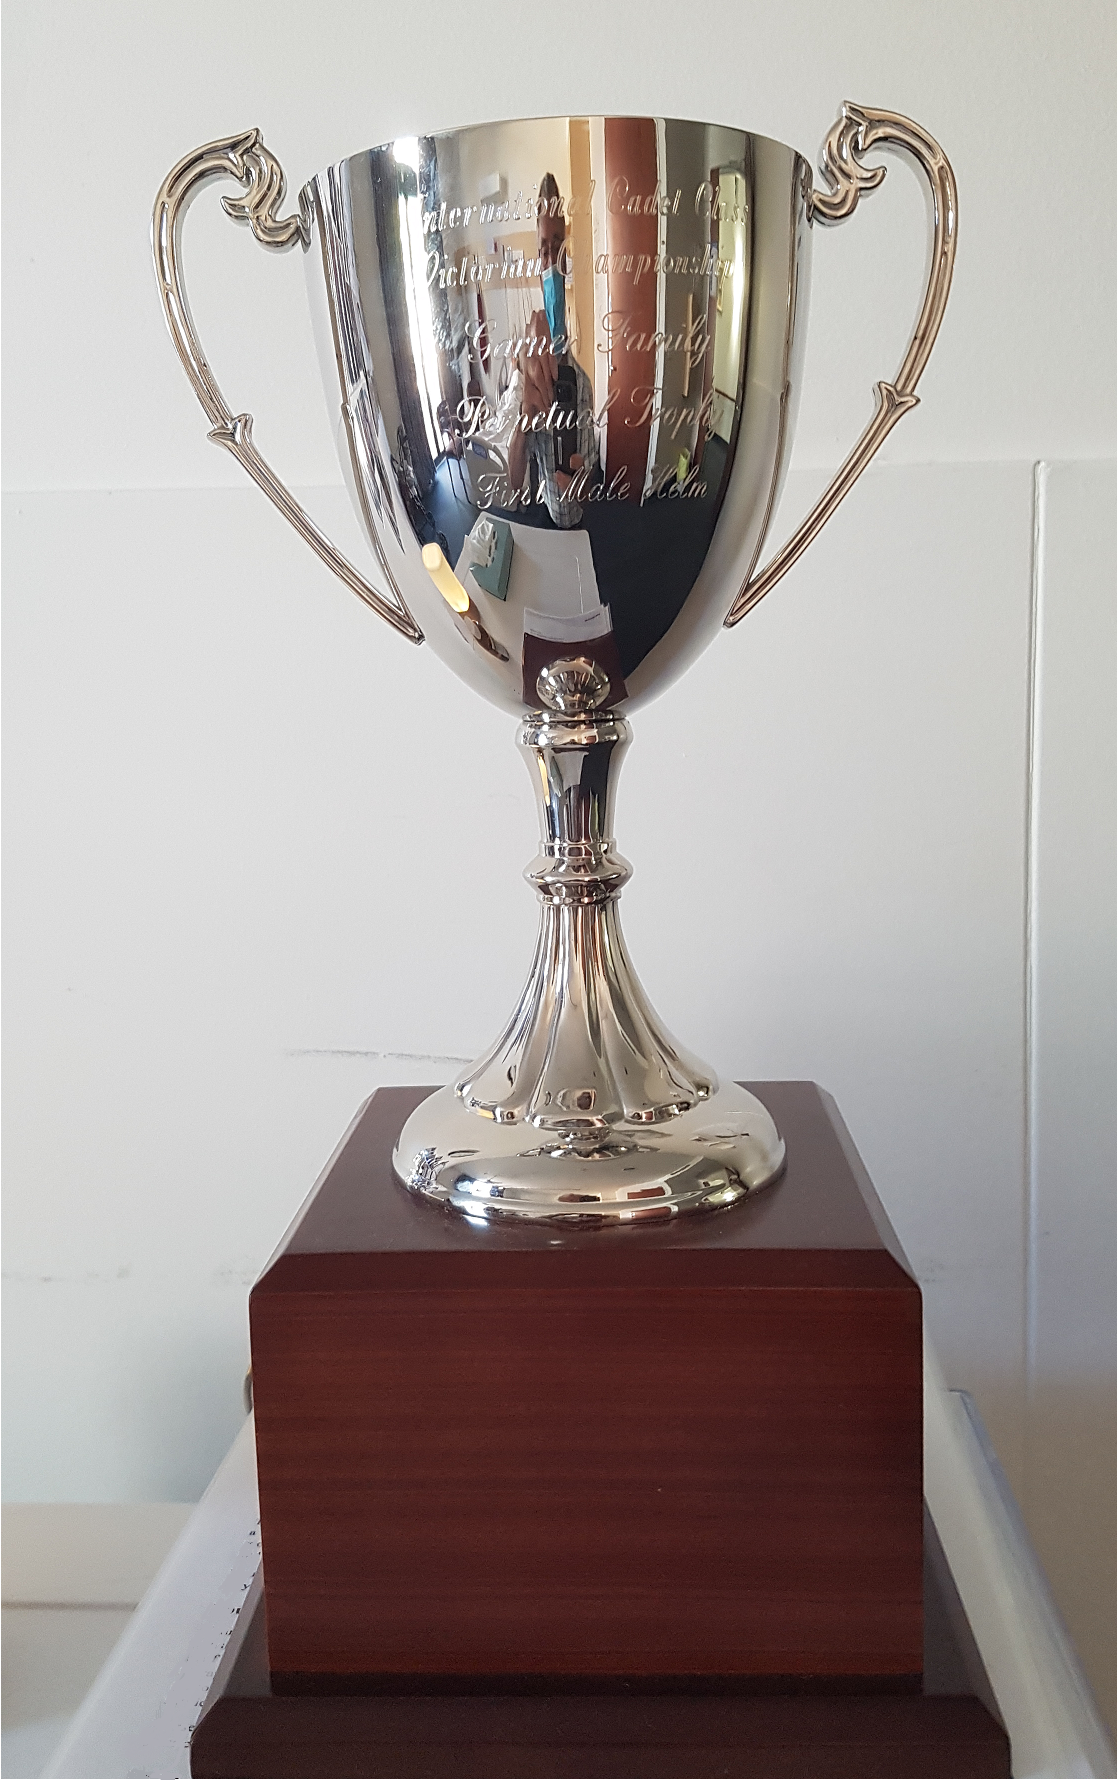 International Cadet Class
Victorian Championship
Garner Family
Perpetual Trophy
First Male Helm